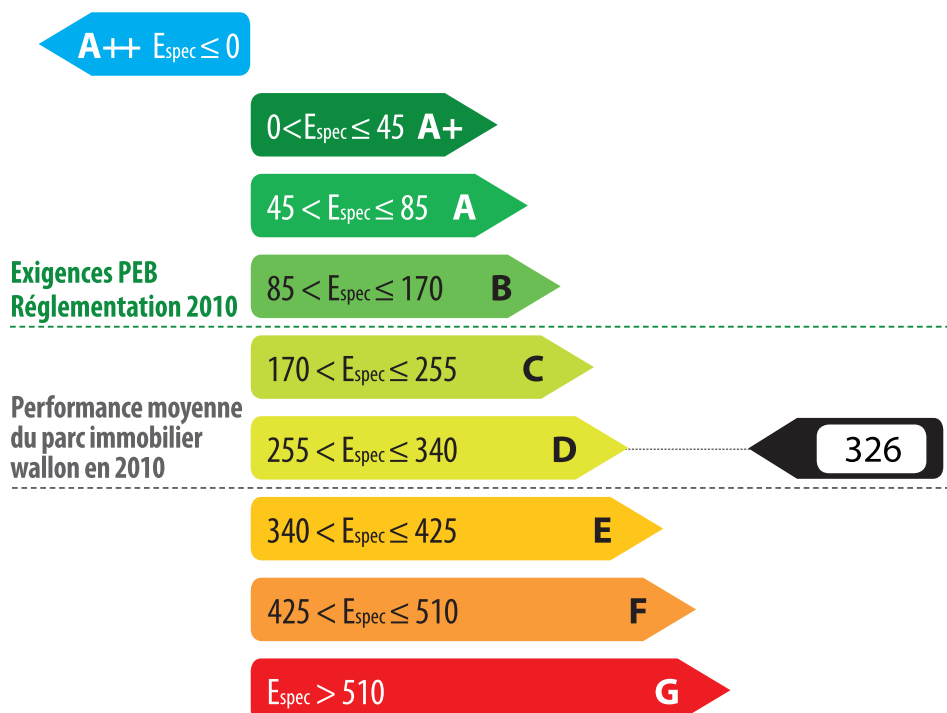 A++ Espec ≤ 0
0<Espec ≤ 45 A+
45 < Espec ≤ 85 A
Exigences PEB
Réglementation 2010
85 < Espec ≤ 170 B
170 < Espec ≤ 255 C
Performance moyenne
du parc immobilier
wallon en 2010
255 < Espec ≤ 340 D
326
340 < Espec ≤ 425 E
425 < Espec ≤ 510 F
Espec > 510 G